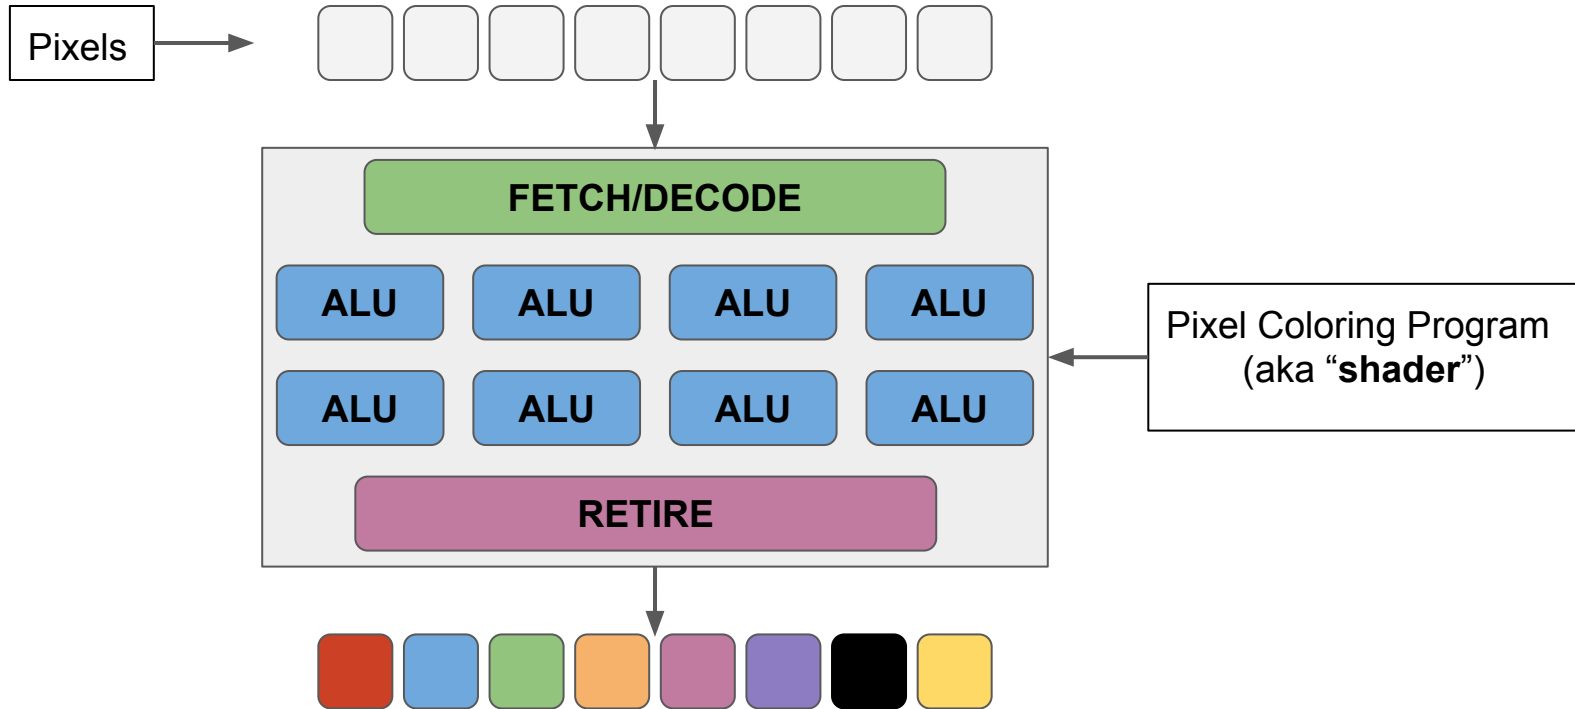 Pixels
FETCH/DECODE
ALU ALU ALU ALU
Pixel Coloring Program
(aka “shader”)
ALU ALU ALU ALU
RETIRE